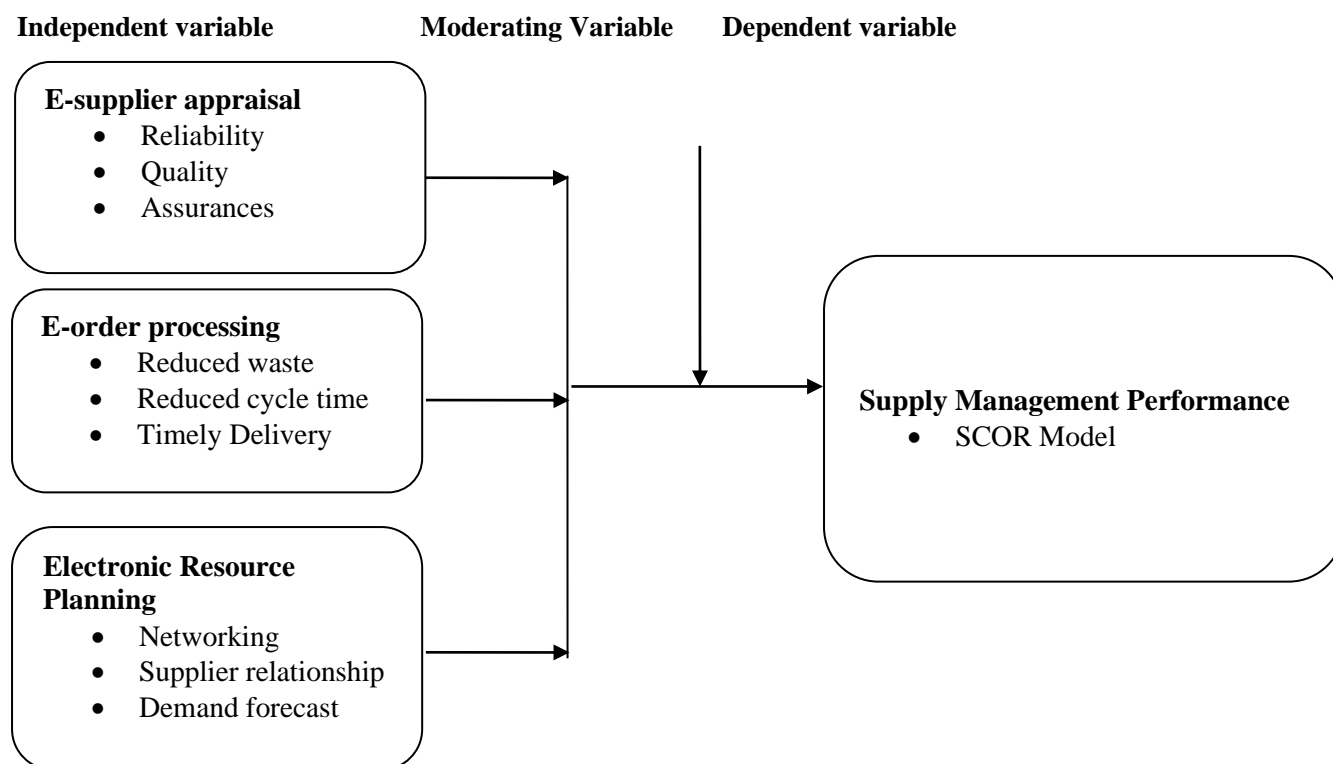 Independent variable Moderating Variable Dependent variable
E-supplier appraisal
• Reliability
• Quality
• Assurances
E-order processing
• Reduced waste
• Reduced cycle time
• Timely Delivery
Electronic Resource
Planning
• Networking
• Supplier relationship
• Demand forecast
Supply Management Performance
• SCOR Model